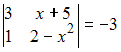 |3   x + 5|
|1   2 − x²| = −3